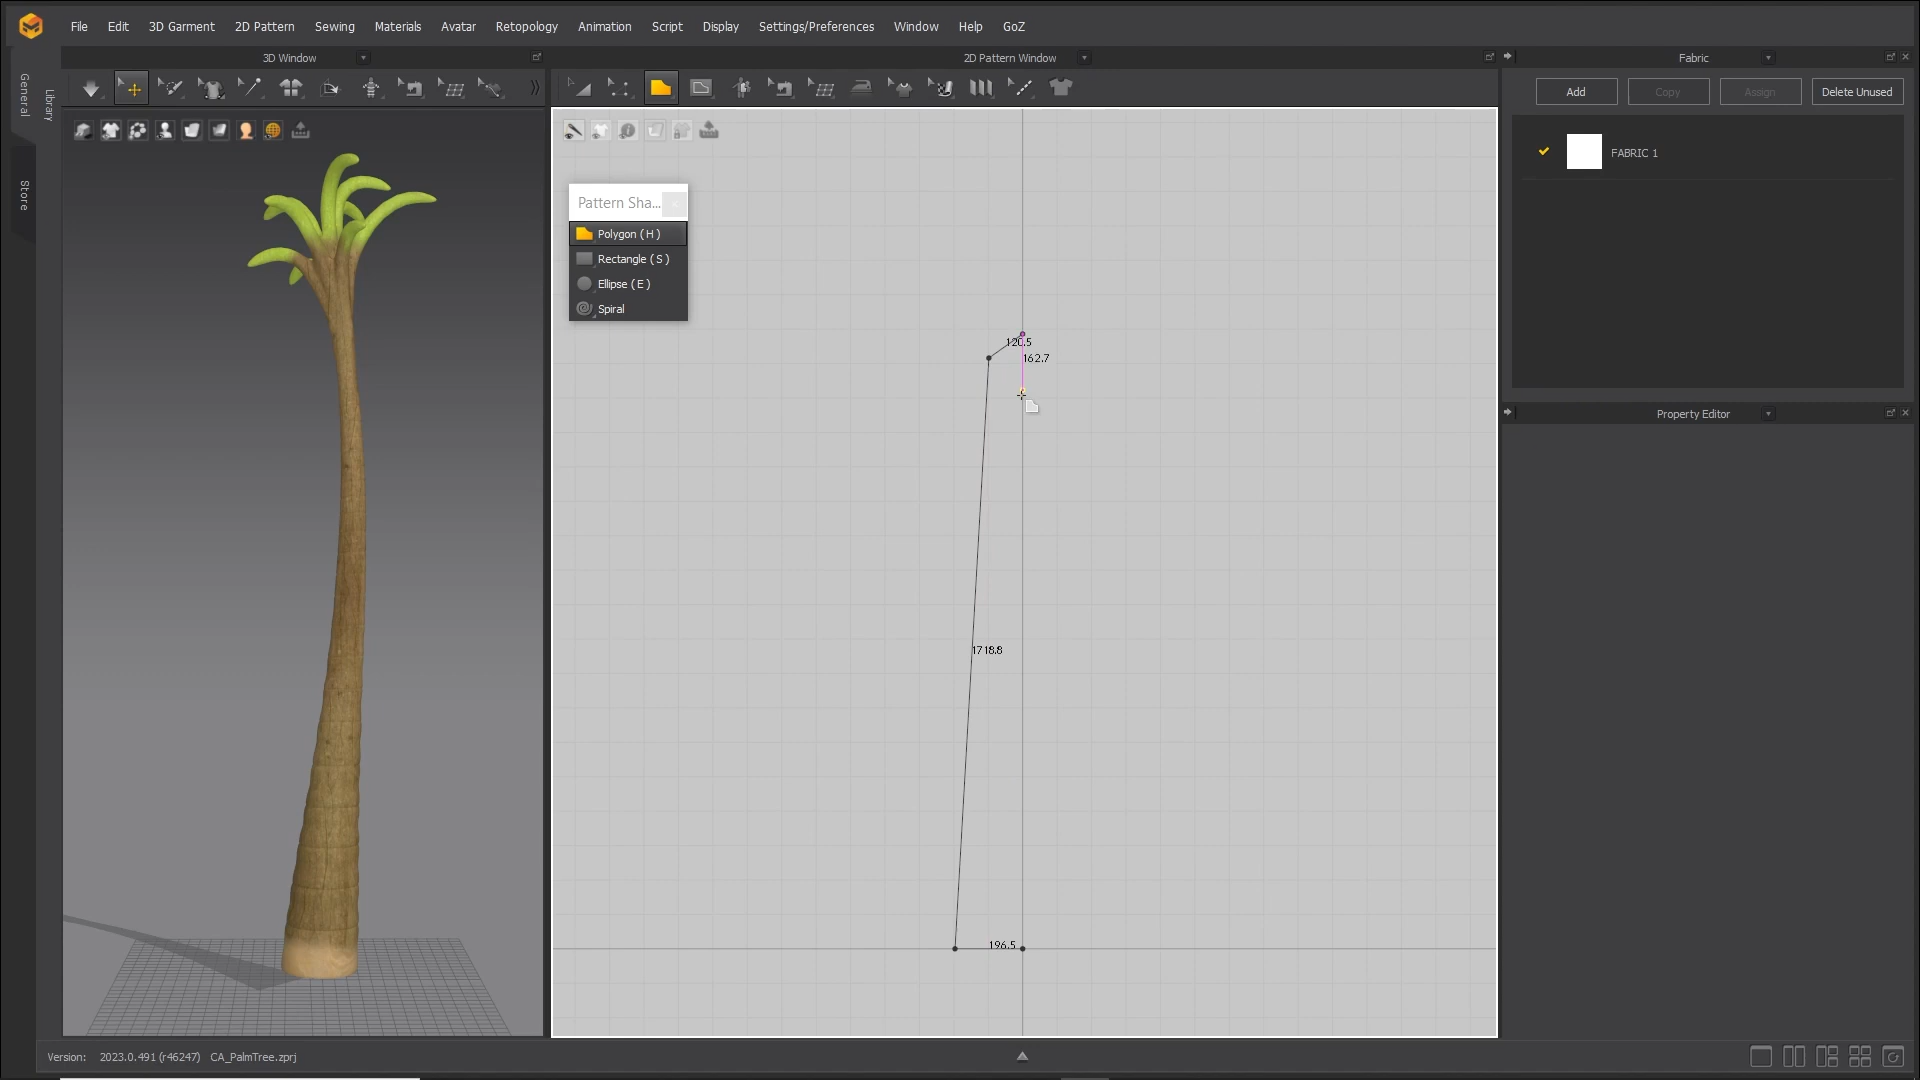 File Edit 3D Garment 2D Pattern Sewing Materials Avatar Retopology Animation Script Display Settings/Preferences Window Help GoZ
3D Window
2D Pattern Window
Fabric
General
Library
Store
Add Copy Assign Delete Unused
FABRIC 1
Pattern Sha...
Polygon ( H )
Rectangle ( S )
Ellipse ( E )
Spiral
120.5
162.7
1718.8
196.5
Property Editor
Version: 2023.0.491 (r46247) CA_PalmTree.zprj